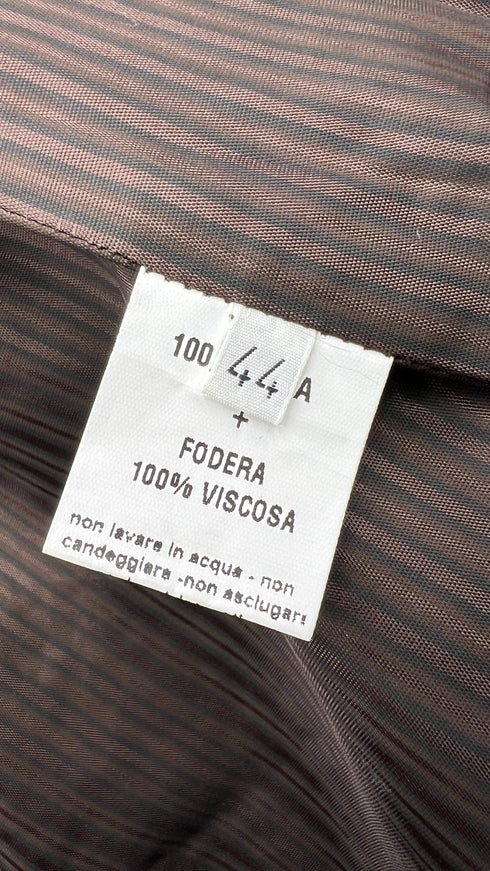 100 44 A
+
FODERA
100% VISCOSA
non lavare in acqua - non
candeggiare -non asciugare